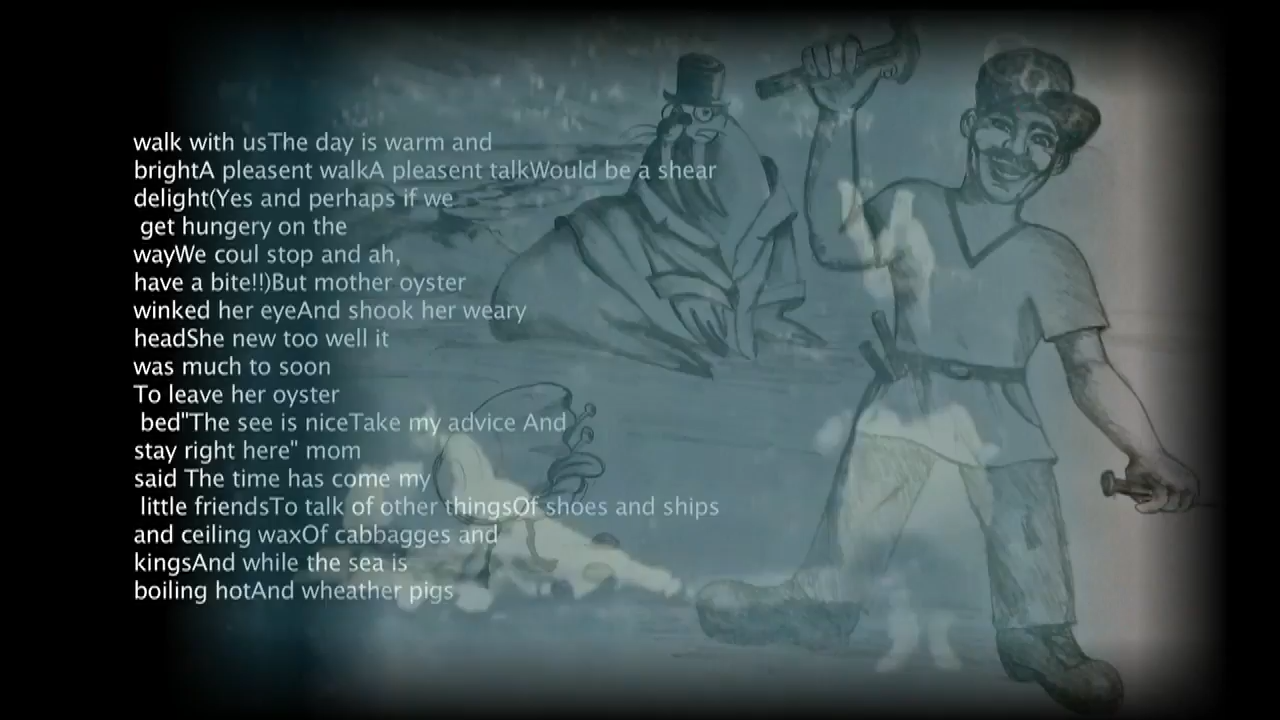 walk with usThe day is warm and
brightA pleasent walkA pleasent talkWould be a shear
delight(Yes and perhaps if we
get hungery on the
wayWe coul stop and ah,
have a bite!!)But mother oyster
winked her eyeAnd shook her weary
headShe new too well it
was much to soon
To leave her oyster
bed"The see is niceTake my advice And
stay right here" mom
said The time has come my
little friendsTo talk of other thingsOf shoes and ships
and ceiling waxOf cabbagges and
kingsAnd while the sea is
boiling hotAnd wheather pigs